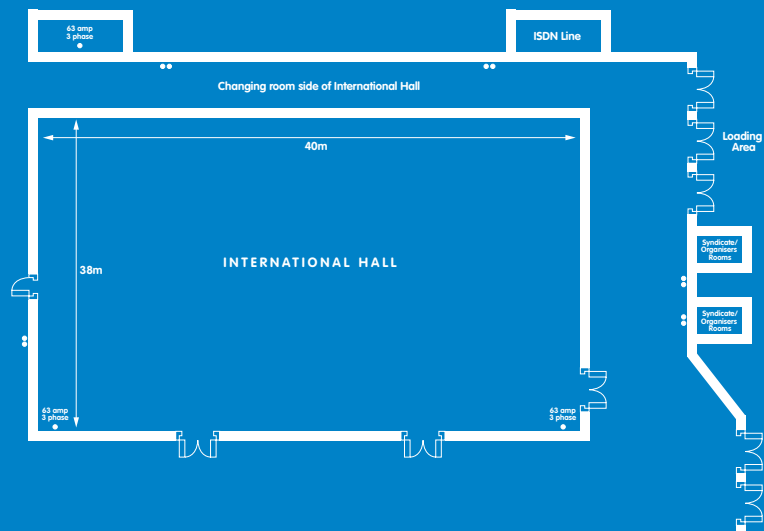 63 amp
3 phase
ISDN Line
Changing room side of International Hall
Loading
Area
40m
INTERNATIONAL HALL
38m
Syndicate/
Organisers
Rooms
Syndicate/
Organisers
Rooms
63 amp
3 phase
63 amp
3 phase